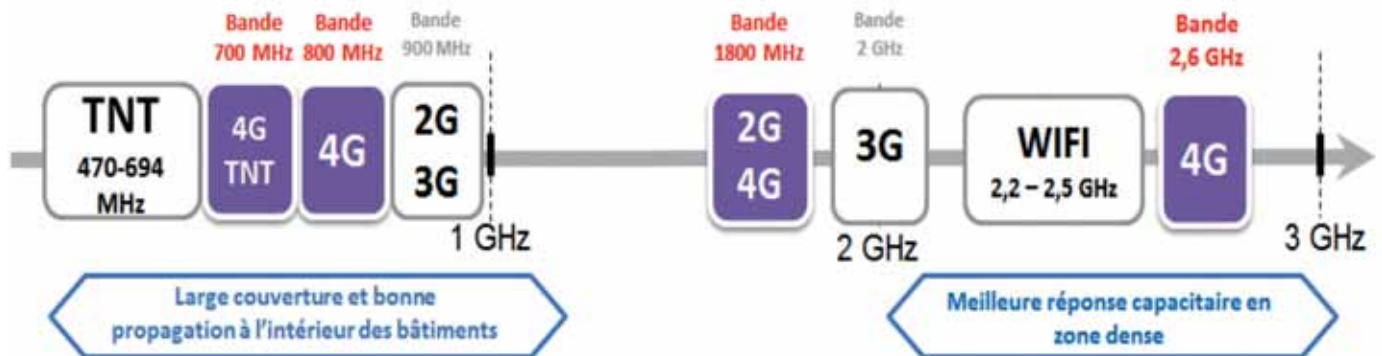 Bande
700 MHz
Bande
800 MHz
Bande
900 MHz
Bande
1800 MHz
Bande
2 GHz
Bande
2,6 GHz
TNT
470-694
MHz
4G
TNT
4G
2G
3G
2G
4G
3G
WIFI
2,2 – 2,5 GHz
4G
1 GHz
2 GHz
3 GHz
Large couverture et bonne
propagation à l'intérieur des bâtiments
Meilleure réponse capacitaire en
zone dense